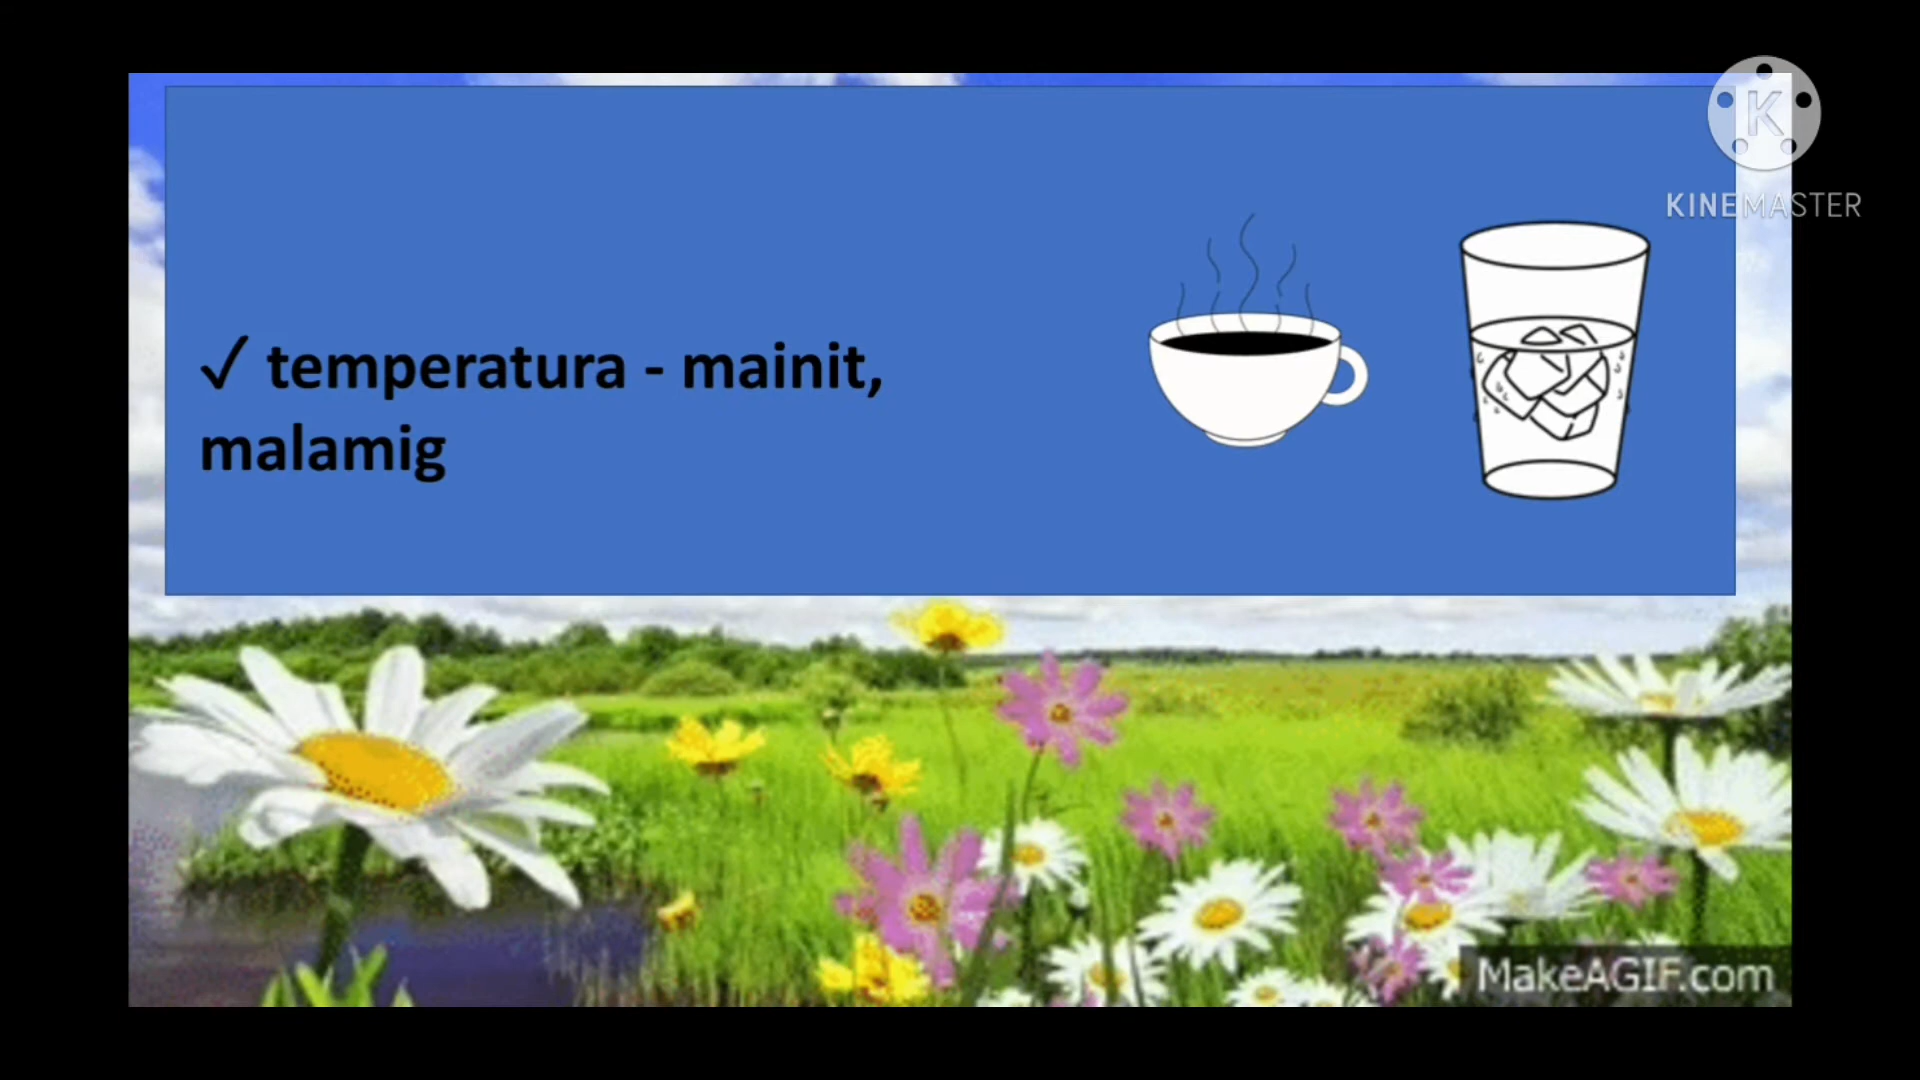 K
KINEMASTER
✓ temperatura - mainit,
malamig
MakeAGIF.com